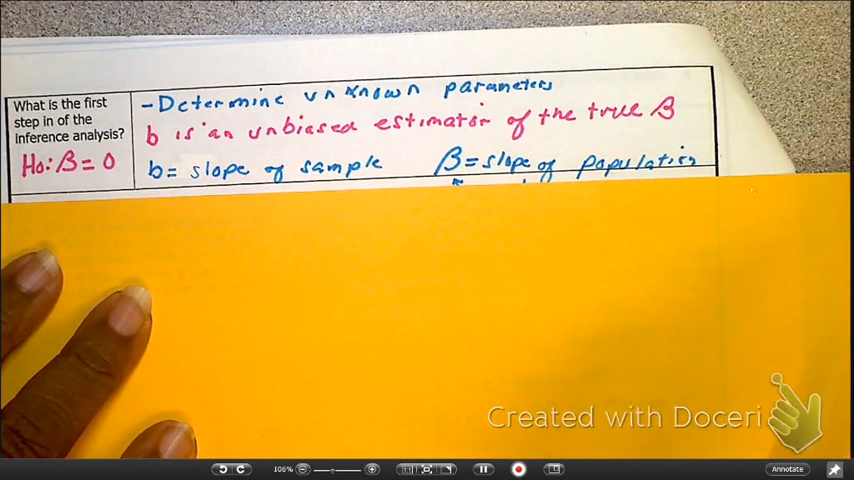 What is the first
step in of the
inference analysis?
Ho: β = 0
- Determine unknown parameters
b is an unbiased estimator of the true β
b = slope of sample β = slope of population
Created with Doceri
106%
Annotate